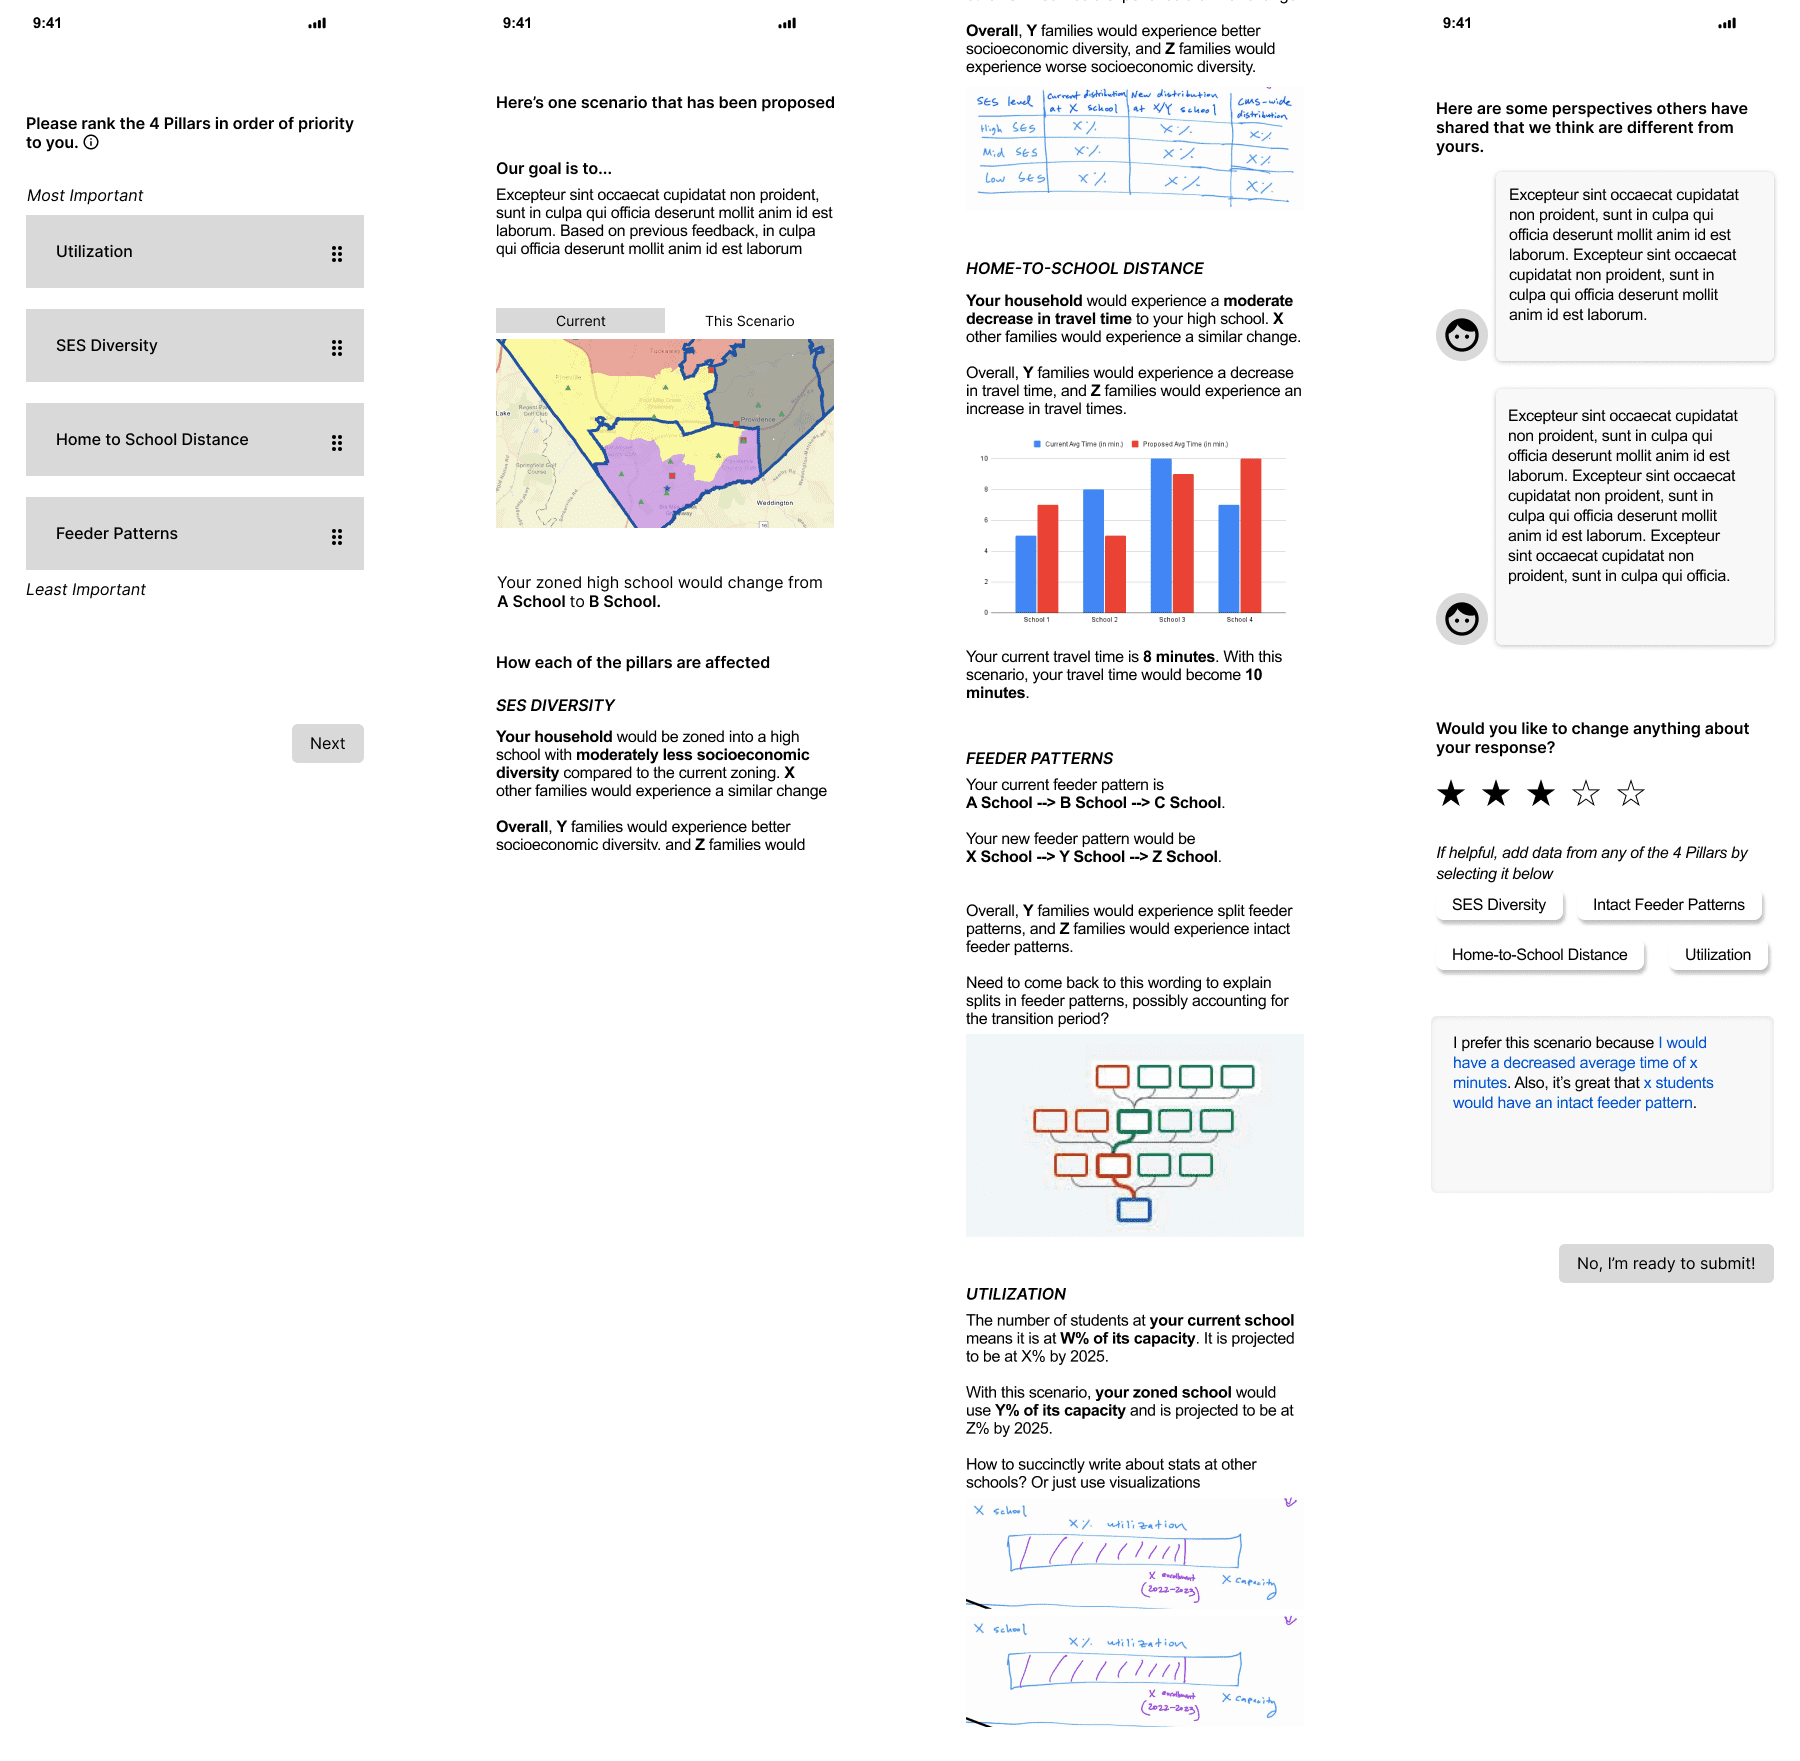 9:41
Please rank the 4 Pillars in order of priority
to you.
Most Important
Utilization
SES Diversity
Home to School Distance
Feeder Patterns
Least Important
Next
9:41
Here's one scenario that has been proposed
Our goal is to...
Excepteur sint occaecat cupidatat non proident,
sunt in culpa qui officia deserunt mollit anim id est
laborum. Based on previous feedback, in culpa
qui officia deserunt mollit anim id est laborum
Current
This Scenario
Lake
Providence
Weddington
Your zoned high school would change from
A School to B School.
How each of the pillars are affected
SES DIVERSITY
Your household would be zoned into a high
school with moderately less socioeconomic
diversity compared to the current zoning. X
other families would experience a similar change
Overall, Y families would experience better
socioeconomic diversity, and Z families would
Overall, Y families would experience better
socioeconomic diversity, and Z families would
experience worse socioeconomic diversity.
SES level
Current distribution
at X school
New distribution
at X/Y school
CMS-wide
distribution
High SES X% X% X%
Mid SES X% X% X%
Low SES X% X% X%
HOME-TO-SCHOOL DISTANCE
Your household would experience a moderate
decrease in travel time to your high school. X
other families would experience a similar change.
Overall, Y families would experience a decrease
in travel time, and Z families would experience an
increase in travel times.
Current Avg Time (in min.) Proposed Avg Time (in min.)
10
8
6
4
2
0
School 1 School 2 School 3 School 4
Your current travel time is 8 minutes. With this
scenario, your travel time would become 10
minutes.
FEEDER PATTERNS
Your current feeder pattern is
A School --> B School --> C School.
Your new feeder pattern would be
X School --> Y School --> Z School.
Overall, Y families would experience split feeder
patterns, and Z families would experience intact
feeder patterns.
Need to come back to this wording to explain
splits in feeder patterns, possibly accounting for
the transition period?
UTILIZATION
The number of students at your current school
means it is at W% of its capacity. It is projected
to be at X% by 2025.
With this scenario, your zoned school would
use Y% of its capacity and is projected to be at
Z% by 2025.
How to succinctly write about stats at other
schools? Or just use visualizations
X school
X% utilization
X enrollment
(2022-2023)
X capacity
X school
X% utilization
X enrollment
(2022-2023)
X capacity
9:41
Here are some perspectives others have
shared that we think are different from
yours.
Excepteur sint occaecat cupidatat
non proident, sunt in culpa qui
officia deserunt mollit anim id est
laborum. Excepteur sint occaecat
cupidatat non proident, sunt in
culpa qui officia deserunt mollit
anim id est laborum.
Excepteur sint occaecat cupidatat
non proident, sunt in culpa qui
officia deserunt mollit anim id est
laborum. Excepteur sint occaecat
cupidatat non proident, sunt in
culpa qui officia deserunt mollit
anim id est laborum. Excepteur
sint occaecat cupidatat non
proident, sunt in culpa qui officia.
Would you like to change anything about
your response?
If helpful, add data from any of the 4 Pillars by
selecting it below
SES Diversity
Intact Feeder Patterns
Home-to-School Distance
Utilization
I prefer this scenario because I would
have a decreased average time of x
minutes. Also, it's great that x students
would have an intact feeder pattern.
No, I'm ready to submit!